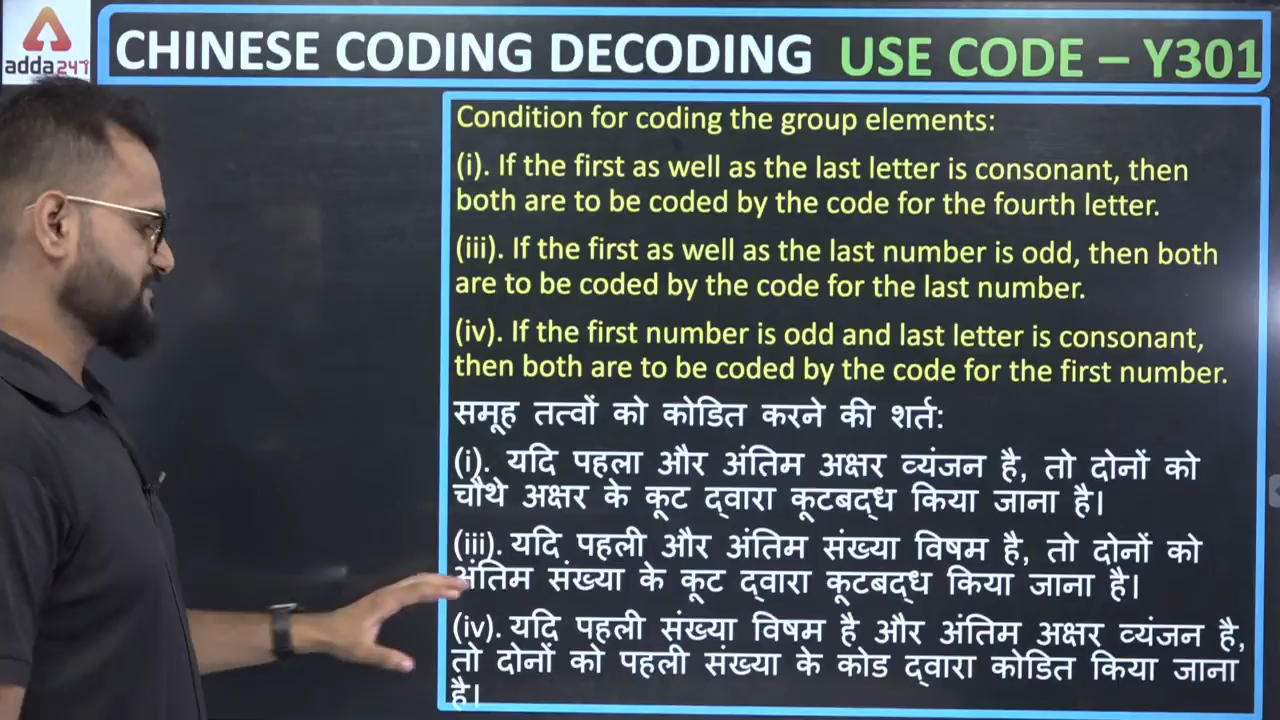 adda247
CHINESE CODING DECODING USE CODE – Y301
Condition for coding the group elements:
(i). If the first as well as the last letter is consonant, then
both are to be coded by the code for the fourth letter.
(iii). If the first as well as the last number is odd, then both
are to be coded by the code for the last number.
(iv). If the first number is odd and last letter is consonant,
then both are to be coded by the code for the first number.
समूह तत्वों को कोडित करने की शर्त:
(i). यदि पहला और अंतिम अक्षर व्यंजन है, तो दोनों को
चौथे अक्षर के कूट द्वारा कूटबद्ध किया जाना है।
(iii). यदि पहली और अंतिम संख्या विषम है, तो दोनों को
अंतिम संख्या के कूट द्वारा कूटबद्ध किया जाना है।
(iv). यदि पहली संख्या विषम है और अंतिम अक्षर व्यंजन है,
तो दोनों को पहली संख्या के कोड द्वारा कोडित किया जाना
है।